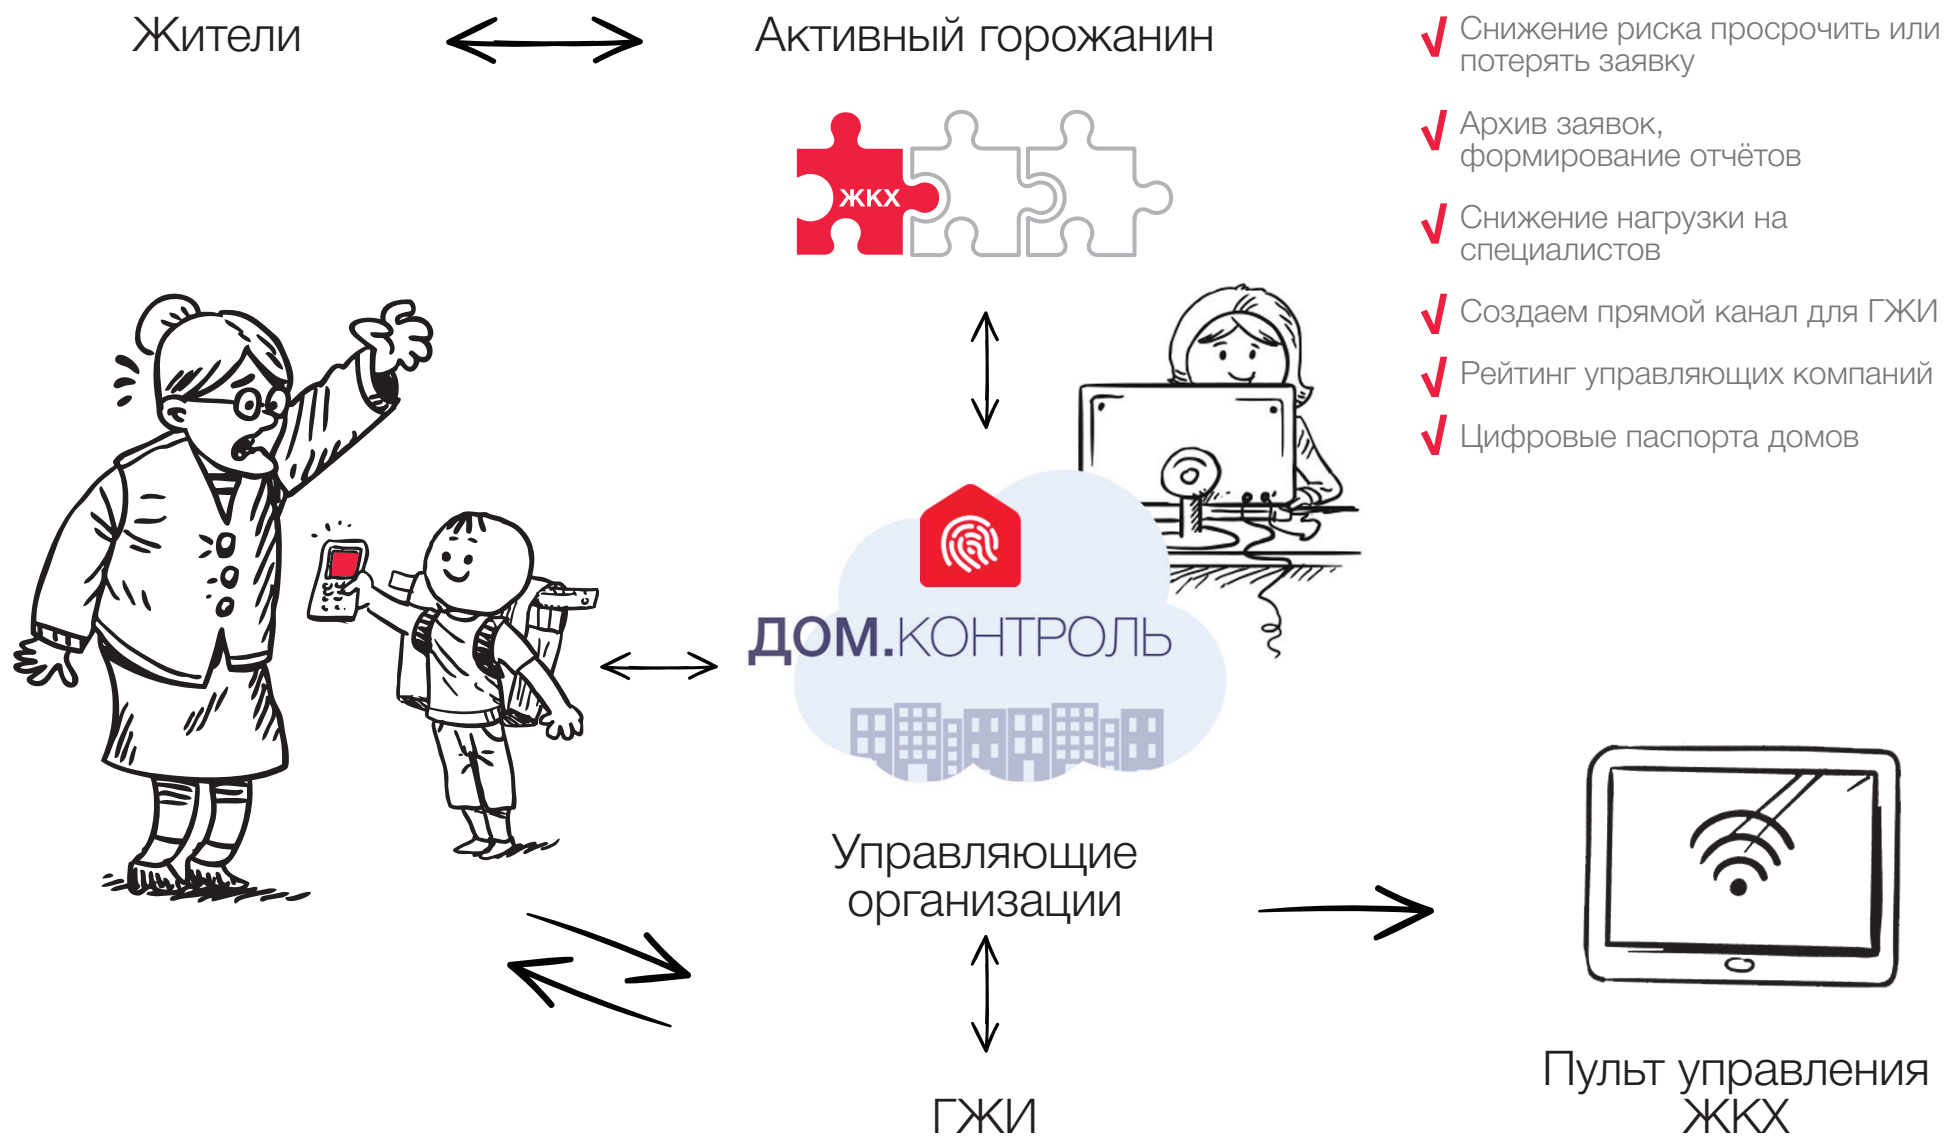 Жители
Активный горожанин
ЖКХ
Снижение риска просрочить или
потерять заявку
Архив заявок,
формирование отчётов
Снижение нагрузки на
специалистов
Создаем прямой канал для ГЖИ
Рейтинг управляющих компаний
Цифровые паспорта домов
ДОМ.КОНТРОЛЬ
Управляющие
организации
ГЖИ
Пульт управления
ЖКХ